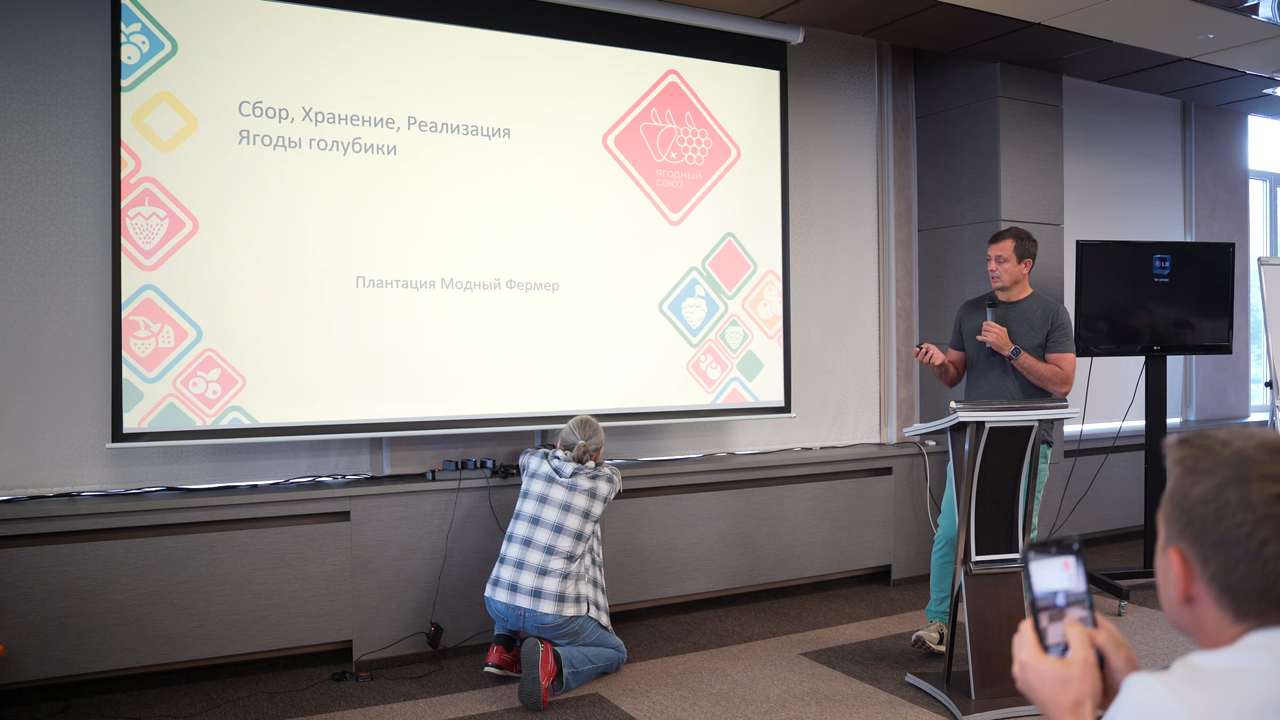 Сбор, Хранение, Реализация
Ягоды голубики
ЯГОДНЫЙ
СОЮЗ
Плантация Модный Фермер
LG